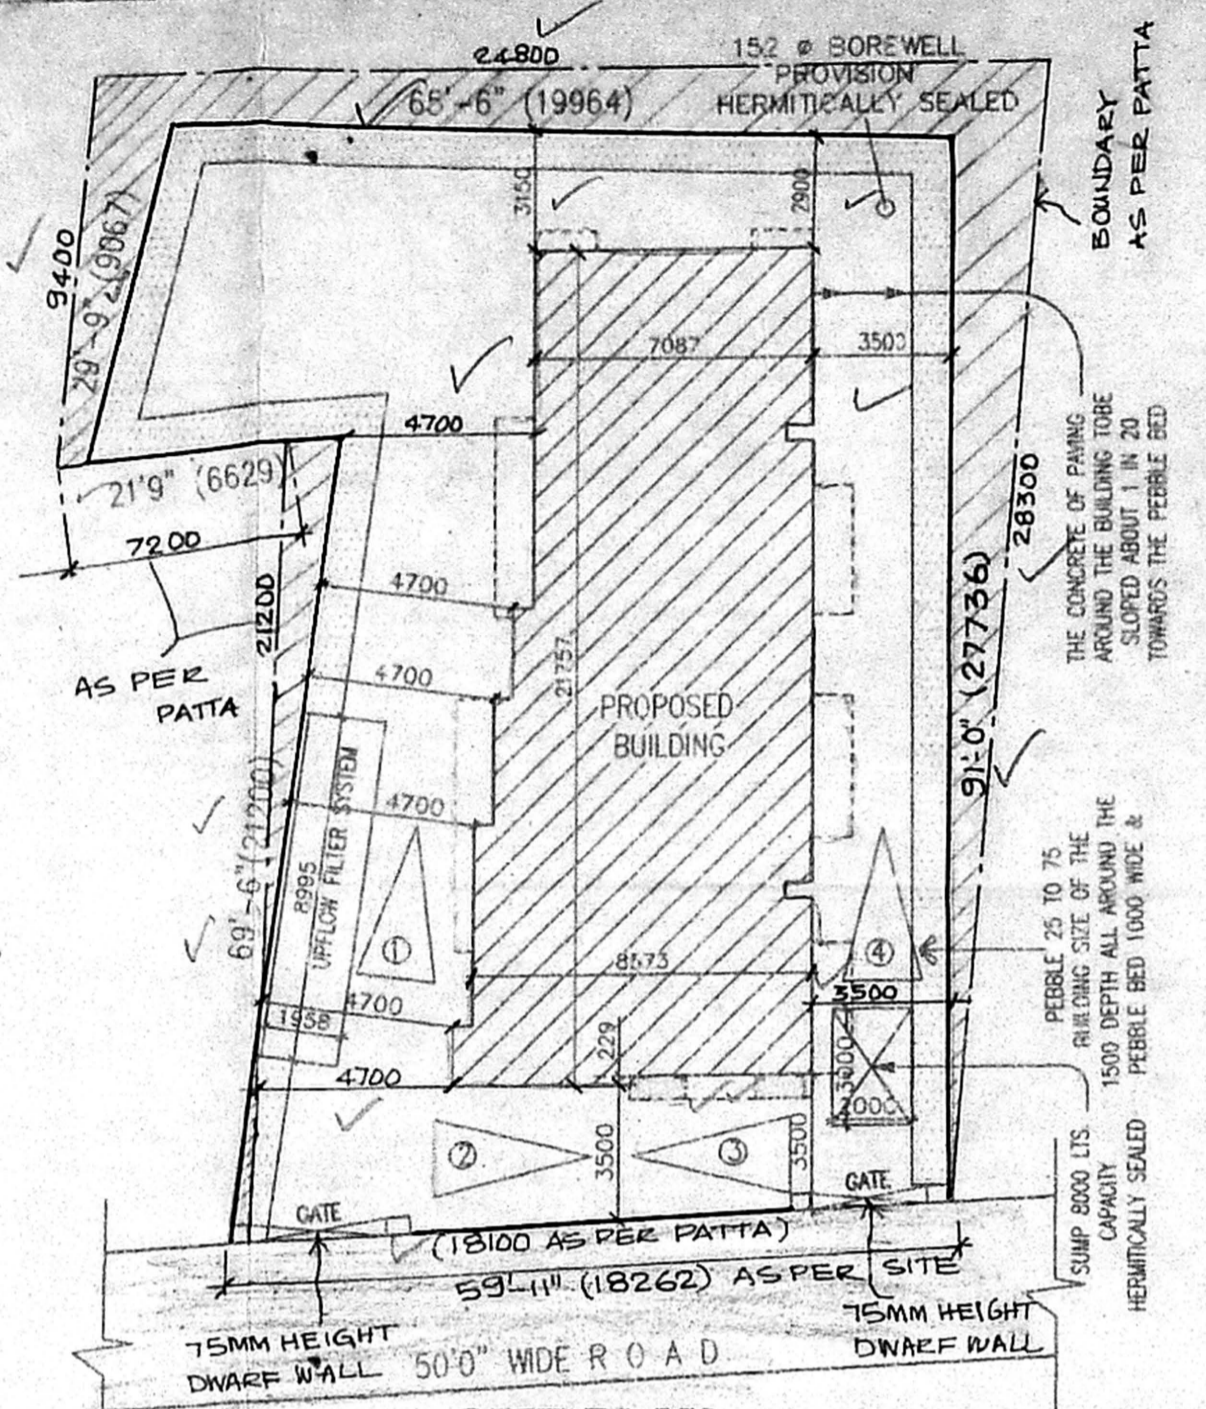 24800
152 ø BOREWELL
PROVISION
HERMITICALLY SEALED
65'-6" (19964)
BOUNDARY
AS PER PATTA
3150
2900
9400
29'-9" (9067)
7087
3500
4700
21'9" (6629)
7200
AS PER
PATTA
21200
4700
4700
21757
28300
THE CONCRETE OF PAVING
AROUND THE BUILDING TOBE
SLOPED ABOUT 1 IN 20
TOWARDS THE PEBBLE BED
PROPOSED
BUILDING
91'-0" (27736)
69'-6" (21200)
8995
UPFLOW FILTER SYSTEM
4700
1
8573
4
3500
4700
1958
229
3000
2000
4700
PEBBLE 25 TO 75
BUILDING SIZE OF THE
1500 DEPTH ALL AROUND THE
PEBBLE BED 1000 WIDE &
2
3500
3
3500
GATE
GATE
SUMP 8000 LTS.
CAPACITY
HERMITICALLY SEALED
(18100 AS PER PATTA)
59'-11" (18262) AS PER SITE
75MM HEIGHT
DWARF WALL
75MM HEIGHT
DWARF WALL
50'0" WIDE ROAD